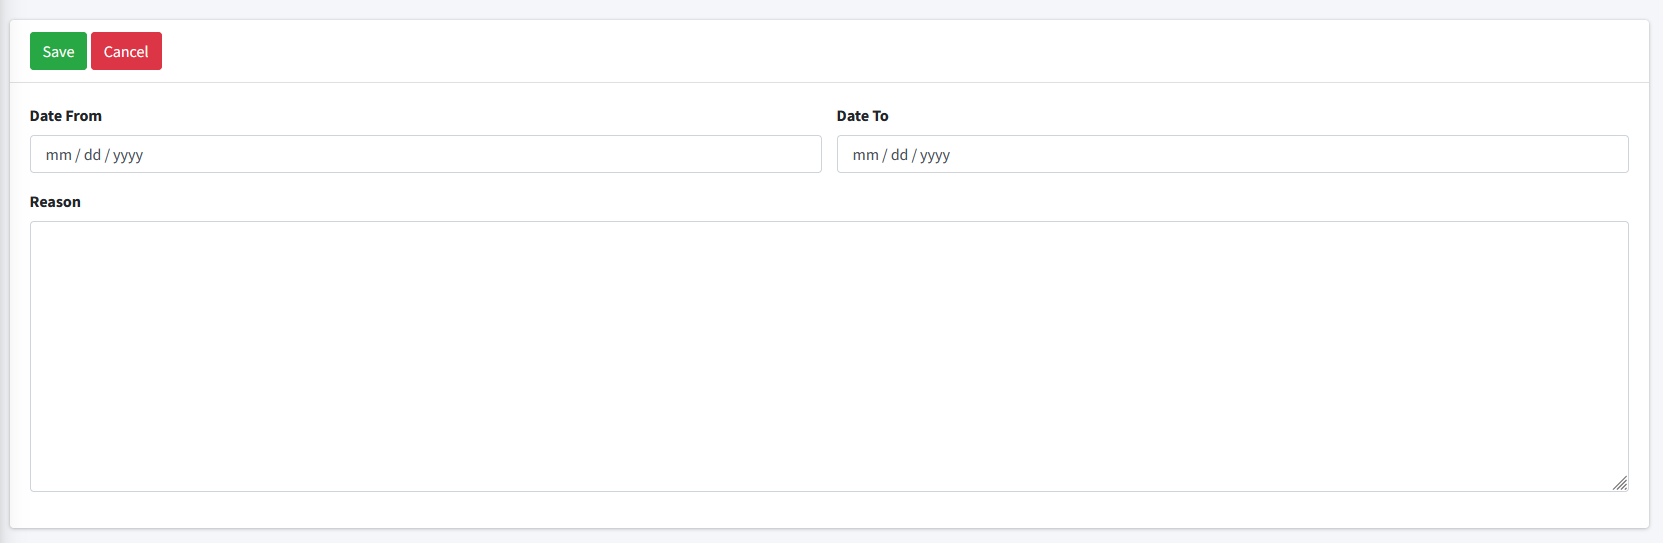 Save Cancel
Date From Date To
mm / dd / yyyy mm / dd / yyyy
Reason